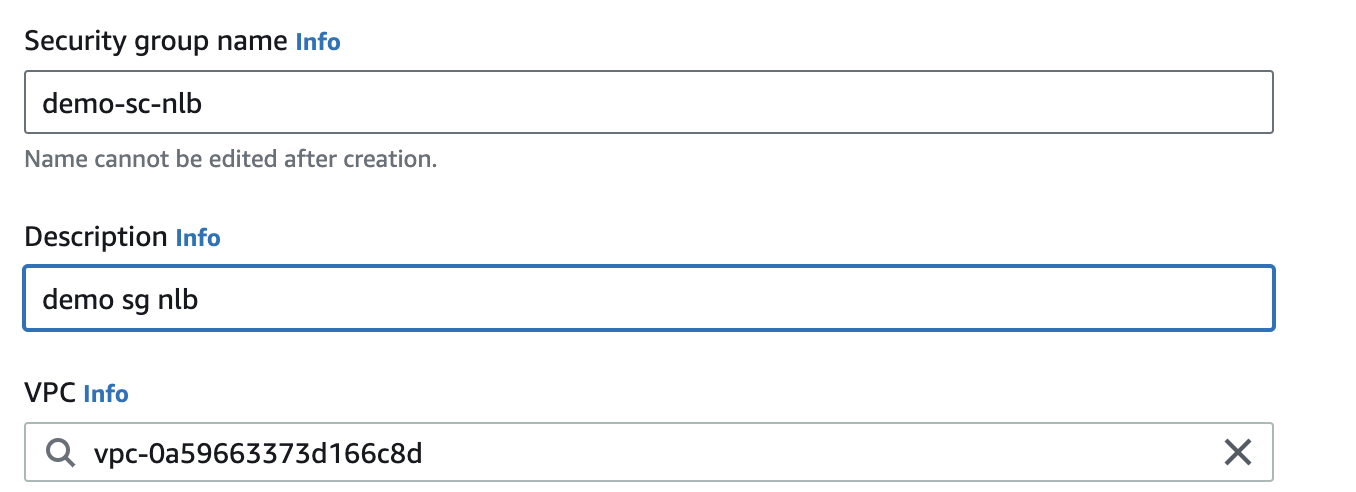 Security group name Info
demo-sc-nlb
Name cannot be edited after creation.
Description Info
demo sg nlb
VPC Info
vpc-0a59663373d166c8d